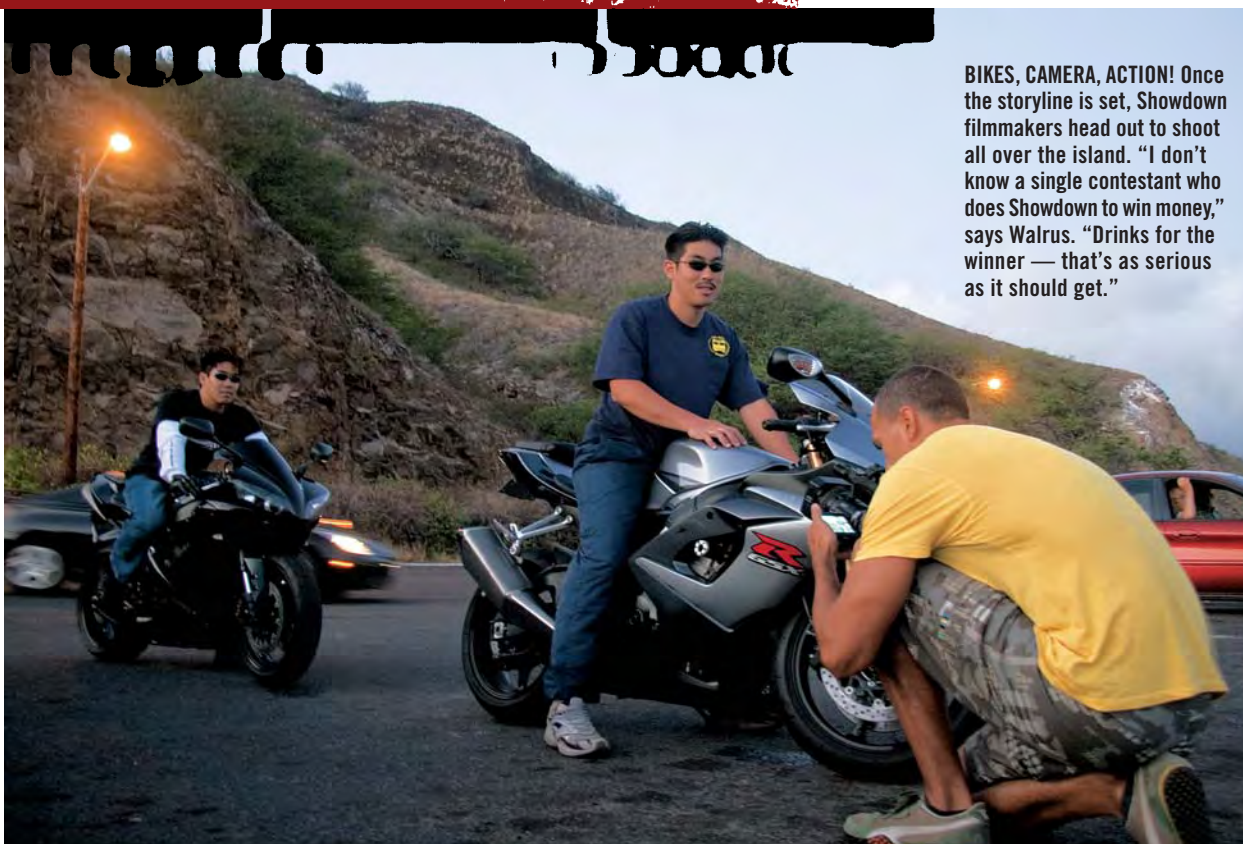 BIKES, CAMERA, ACTION! Once
the storyline is set, Showdown
filmmakers head out to shoot
all over the island. “I don’t
know a single contestant who
does Showdown to win money,”
says Walrus. “Drinks for the
winner — that’s as serious
as it should get.”
R
GSX